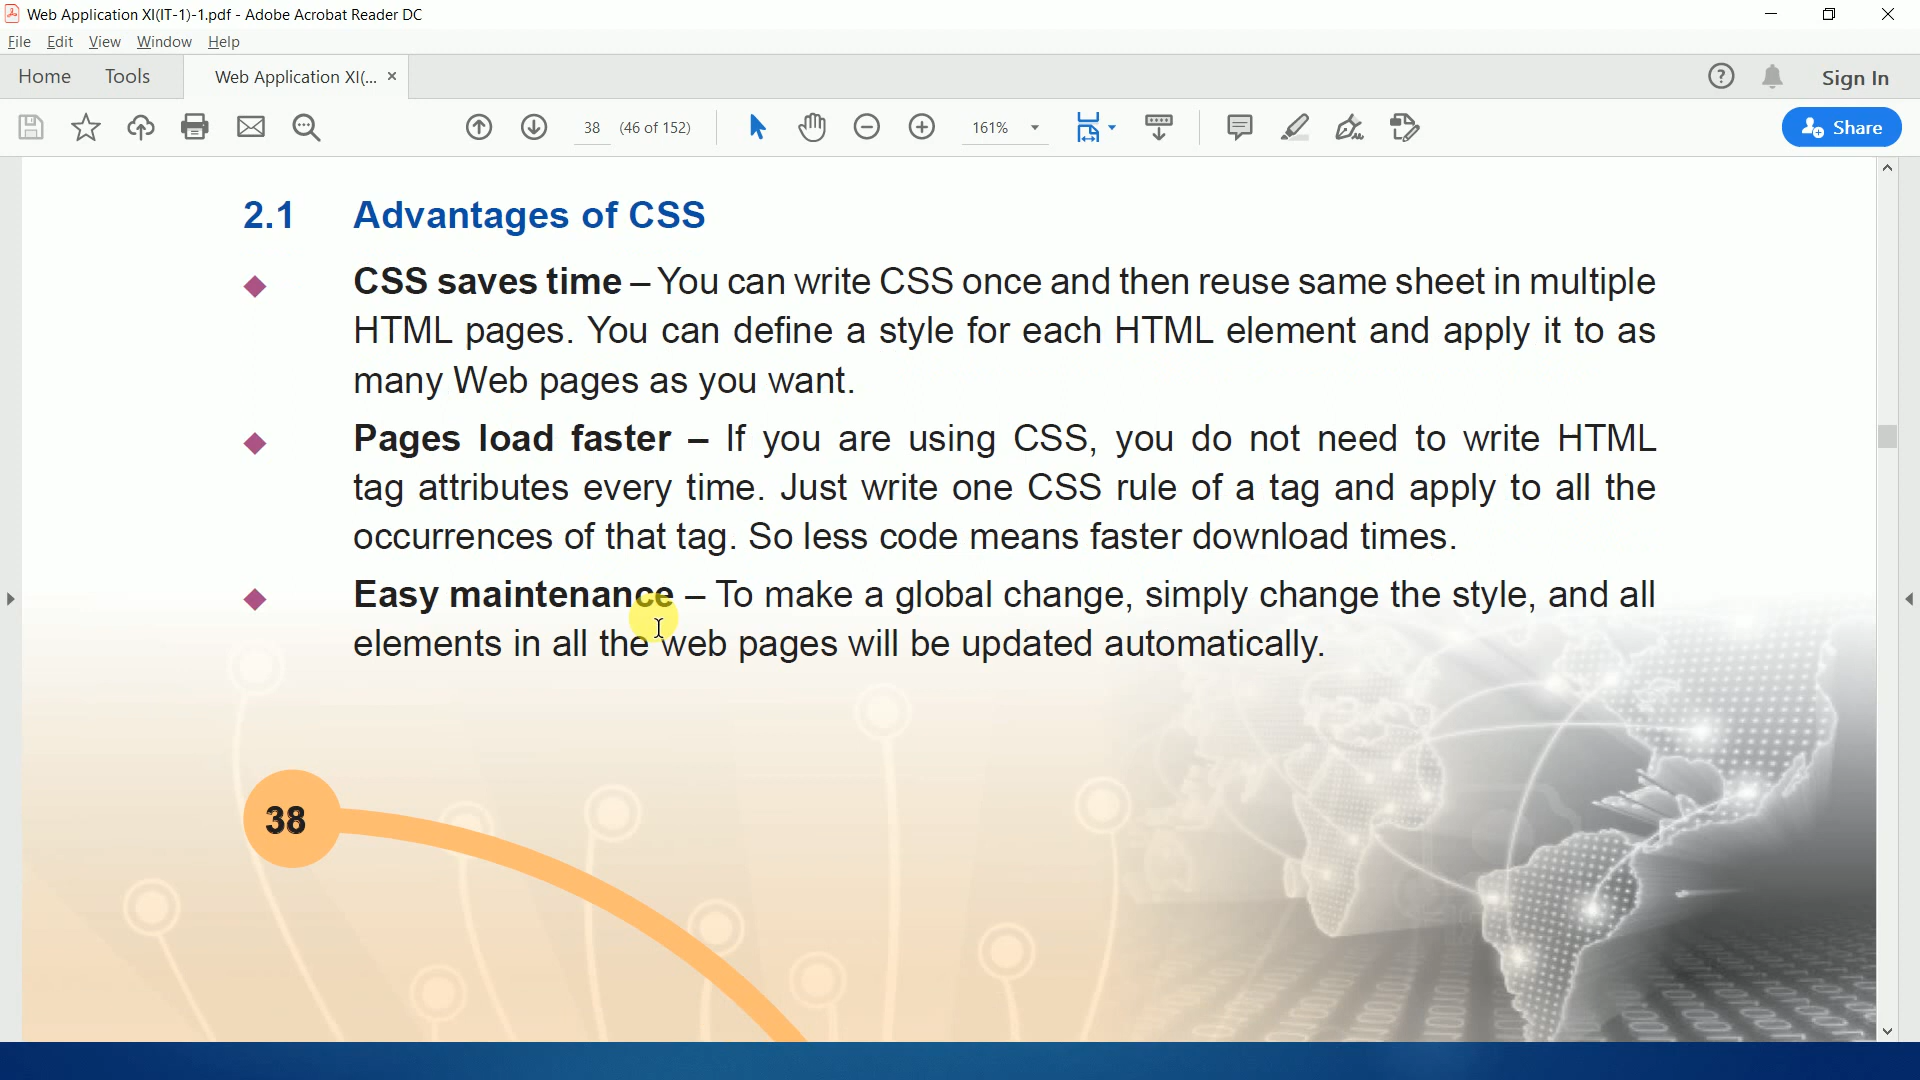 Web Application XI(IT-1)-1.pdf - Adobe Acrobat Reader DC
File Edit View Window Help
Home Tools Web Application XI(... × Sign In
38 (46 of 152) 161% Share
2.1 Advantages of CSS
CSS saves time – You can write CSS once and then reuse same sheet in multiple
HTML pages. You can define a style for each HTML element and apply it to as
many Web pages as you want.
Pages load faster – If you are using CSS, you do not need to write HTML
tag attributes every time. Just write one CSS rule of a tag and apply to all the
occurrences of that tag. So less code means faster download times.
Easy maintenance – To make a global change, simply change the style, and all
elements in all the web pages will be updated automatically.
38